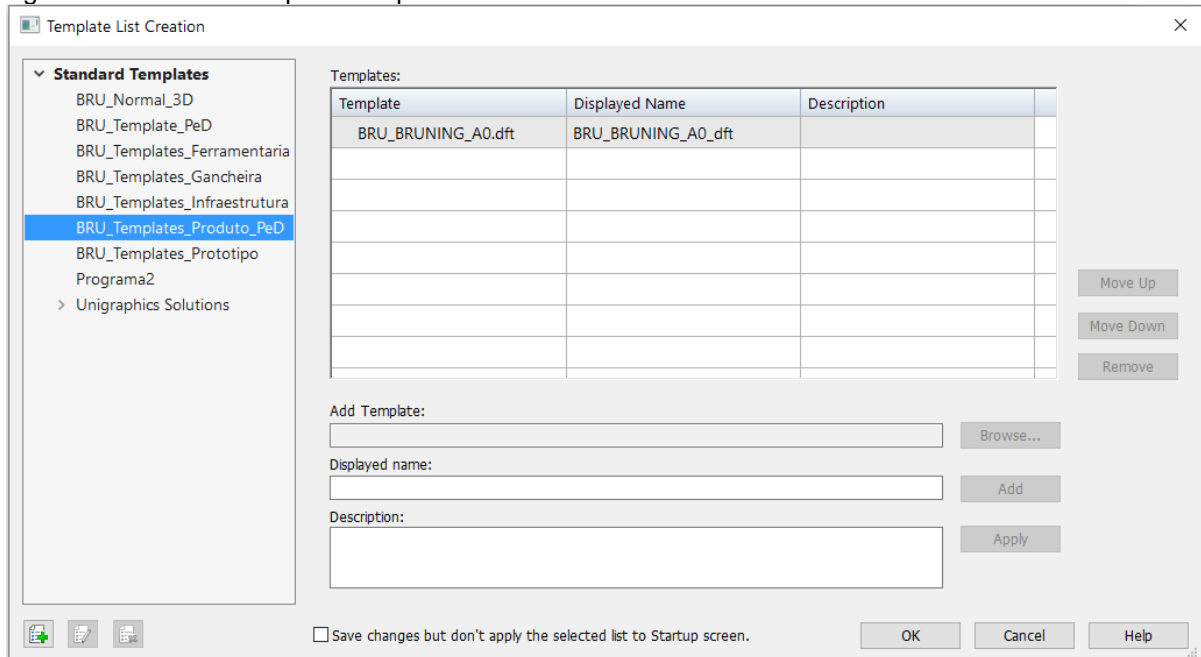 Template List Creation
Standard Templates
BRU_Normal_3D
BRU_Template_PeD
BRU_Templates_Ferramentaria
BRU_Templates_Gancheira
BRU_Templates_Infraestrutura
BRU_Templates_Produto_PeD
BRU_Templates_Prototipo
Programa2
Unigraphics Solutions
Templates:
Template Displayed Name Description
BRU_BRUNING_A0.dft BRU_BRUNING_A0_dft
Move Up
Move Down
Remove
Add Template:
Browse...
Displayed name:
Add
Description:
Apply
Save changes but don't apply the selected list to Startup screen.
OK Cancel Help